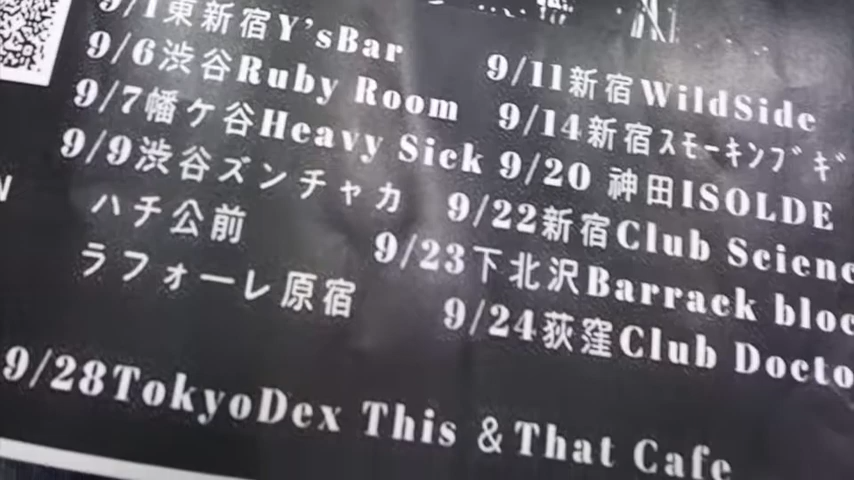 9/1東新宿Y'sBar
9/6渋谷Ruby Room
9/7幡ケ谷Heavy Sick
9/9渋谷ズンチャカ
ハチ公前
ラフォーレ原宿
9/11新宿WildSide
9/14新宿ｽﾓｰｷﾝﾌﾞｷﾞ
9/20 神田ISOLDE
9/22新宿Club Scienc
9/23下北沢Barrack bloc
9/24荻窪Club Docto
9/28TokyoDex This &That Cafe